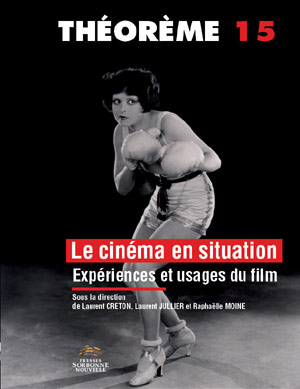 THÉORÈME 15
Le cinéma en situation
Expériences et usages du film
Sous la direction
de Laurent CRETON, Laurent JULLIER et Raphaëlle MOINE
PRESSES
SORBONNE
NOUVELLE